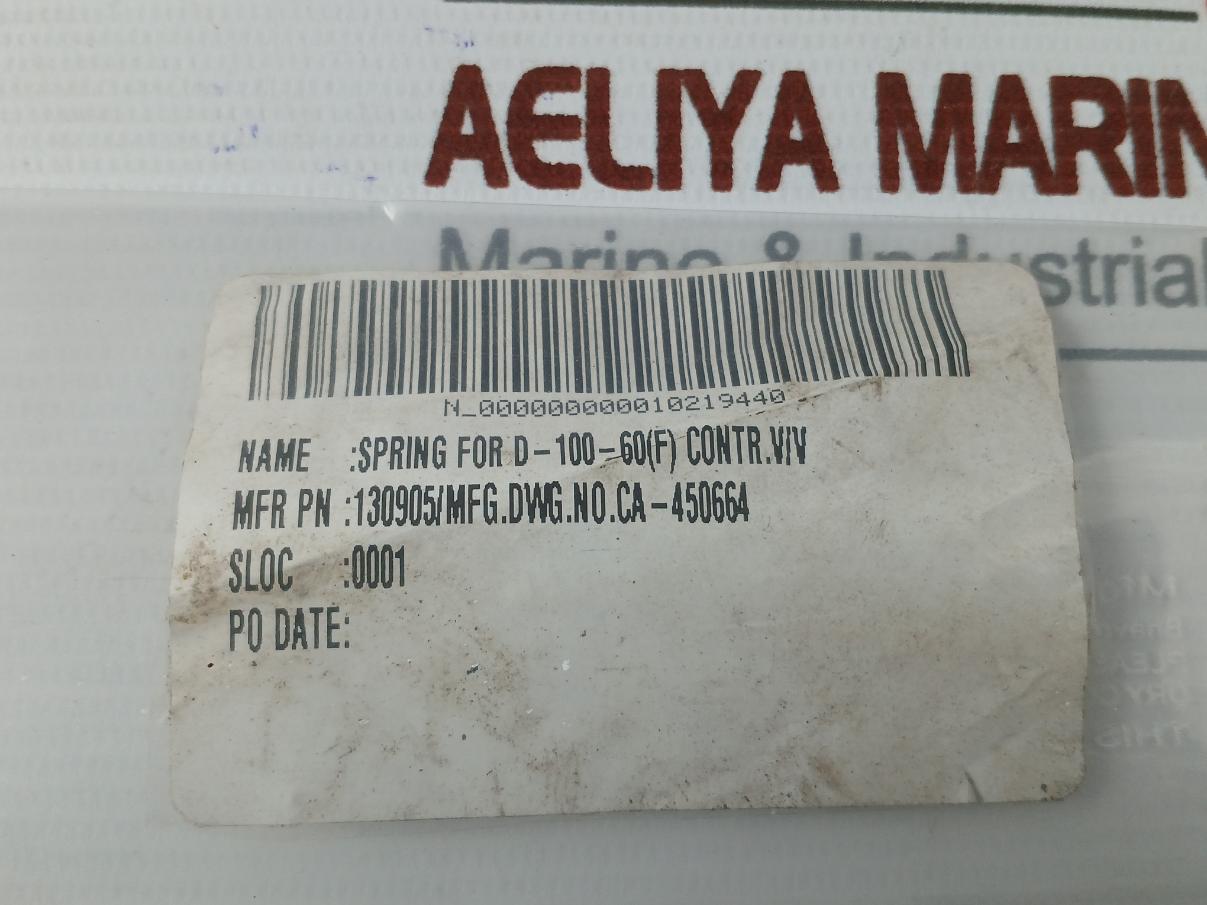 AELIYA MARIN
Marine & Industrial
N_000000000010219440
NAME :SPRING FOR D-100-60(F) CONTR.V/V
MFR PN :130905/MFG.DWG.NO.CA-450664
SLOC :0001
PO DATE: